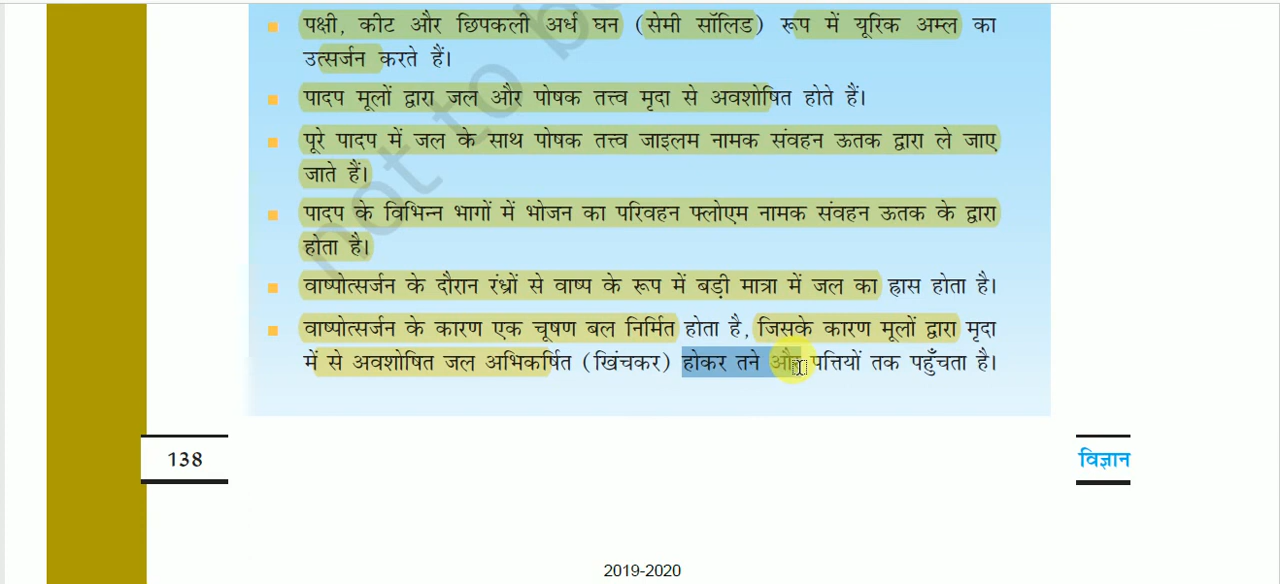 पक्षी, कीट और छिपकली अर्ध घन (सेमी सॉलिड) रूप में यूरिक अम्ल का
उत्सर्जन करते हैं।
पादप मूलों द्वारा जल और पोषक तत्त्व मृदा से अवशोषित होते हैं।
पूरे पादप में जल के साथ पोषक तत्त्व जाइलम नामक संवहन ऊतक द्वारा ले जाए
जाते हैं।
पादप के विभिन्न भागों में भोजन का परिवहन फ्लोएम नामक संवहन ऊतक के द्वारा
होता है।
वाष्पोत्सर्जन के दौरान रंध्रों से वाष्प के रूप में बड़ी मात्रा में जल का ह्रास होता है।
वाष्पोत्सर्जन के कारण एक चूषण बल निर्मित होता है, जिसके कारण मूलों द्वारा मृदा
में से अवशोषित जल अभिकर्षित (खिंचकर) होकर तने और पत्तियों तक पहुँचता है।
not to b
138
विज्ञान
2019-2020